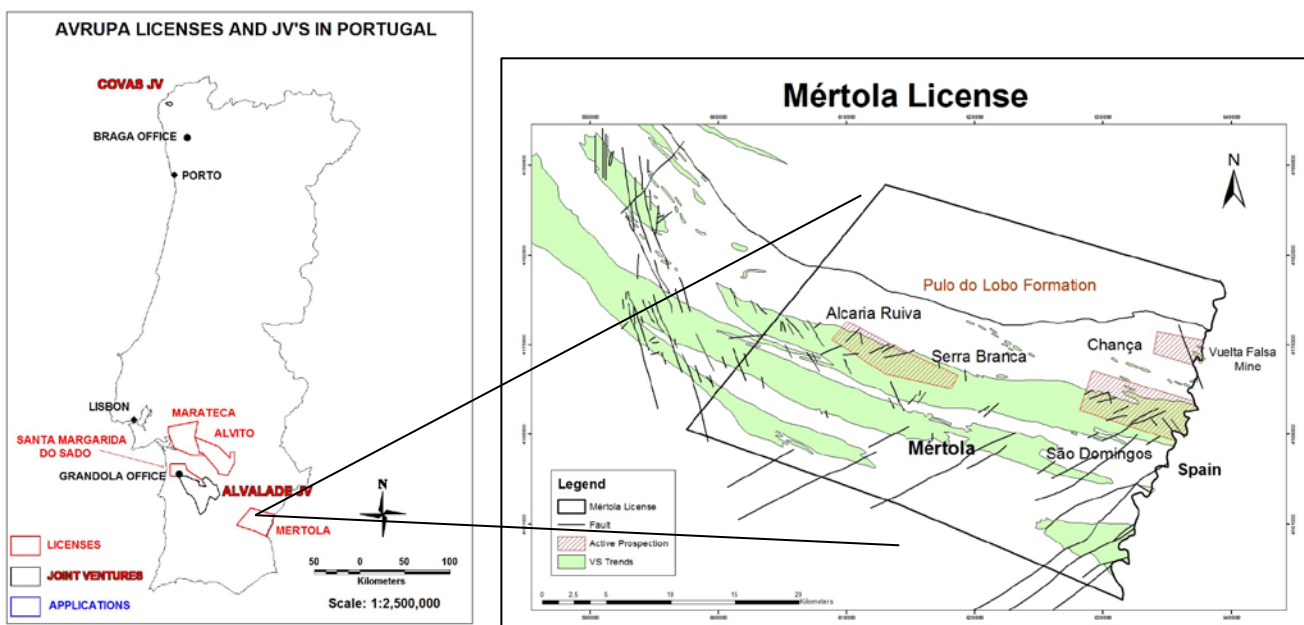 AVRUPA LICENSES AND JV'S IN PORTUGAL
COVAS JV
BRAGA OFFICE
PORTO
LISBON
MARATECA
ALVITO
SANTA MARGARIDA
DO SADO
GRANDOLA OFFICE
ALVALADE JV
MERTOLA
N
LICENSES
JOINT VENTURES
APPLICATIONS
50 25 0 50 100
Kilometers
Scale: 1:2,500,000
Mértola License
N
Pulo do Lobo Formation
Alcaria Ruiva
Serra Branca
Chança
Vuelta Falsa
Mine
Mértola
São Domingos
Spain
Legend
Mértola License
Fault
Active Prospection
VS Trends
0 2.5 5 10 15 20
Kilometers